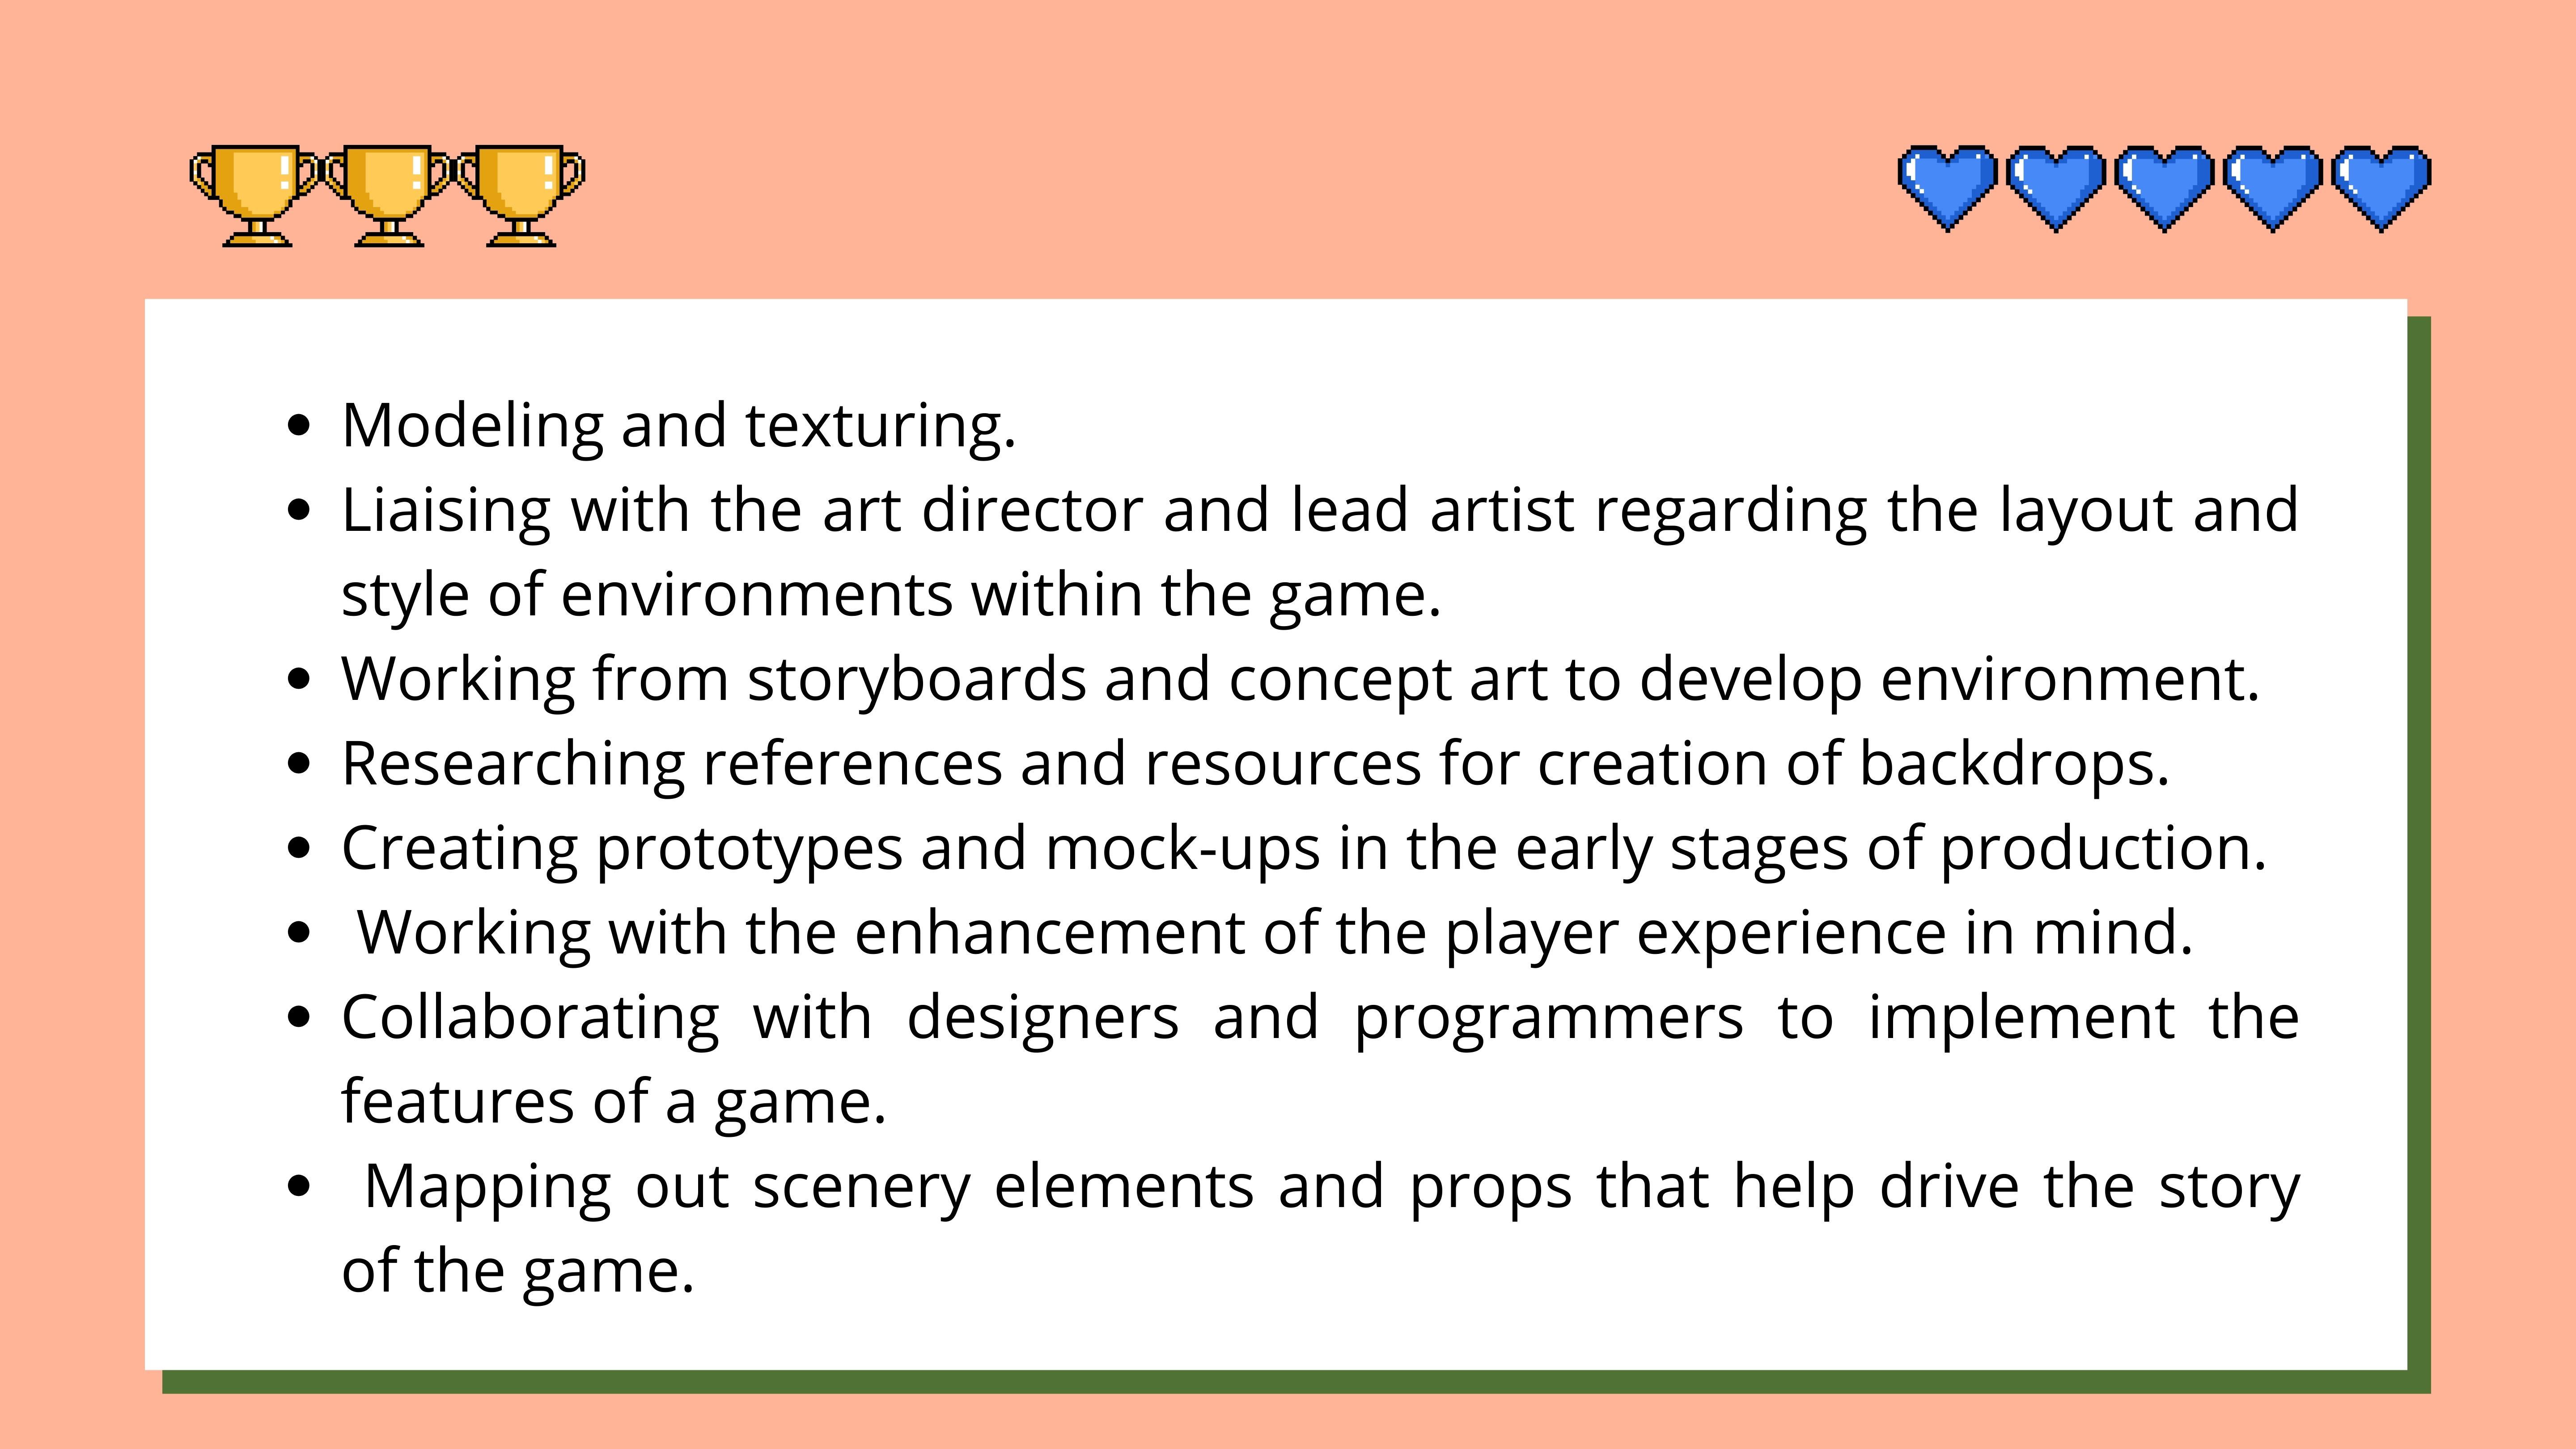 • Modeling and texturing.
• Liaising with the art director and lead artist regarding the layout and
style of environments within the game.
• Working from storyboards and concept art to develop environment.
• Researching references and resources for creation of backdrops.
• Creating prototypes and mock-ups in the early stages of production.
• Working with the enhancement of the player experience in mind.
• Collaborating with designers and programmers to implement the
features of a game.
• Mapping out scenery elements and props that help drive the story
of the game.